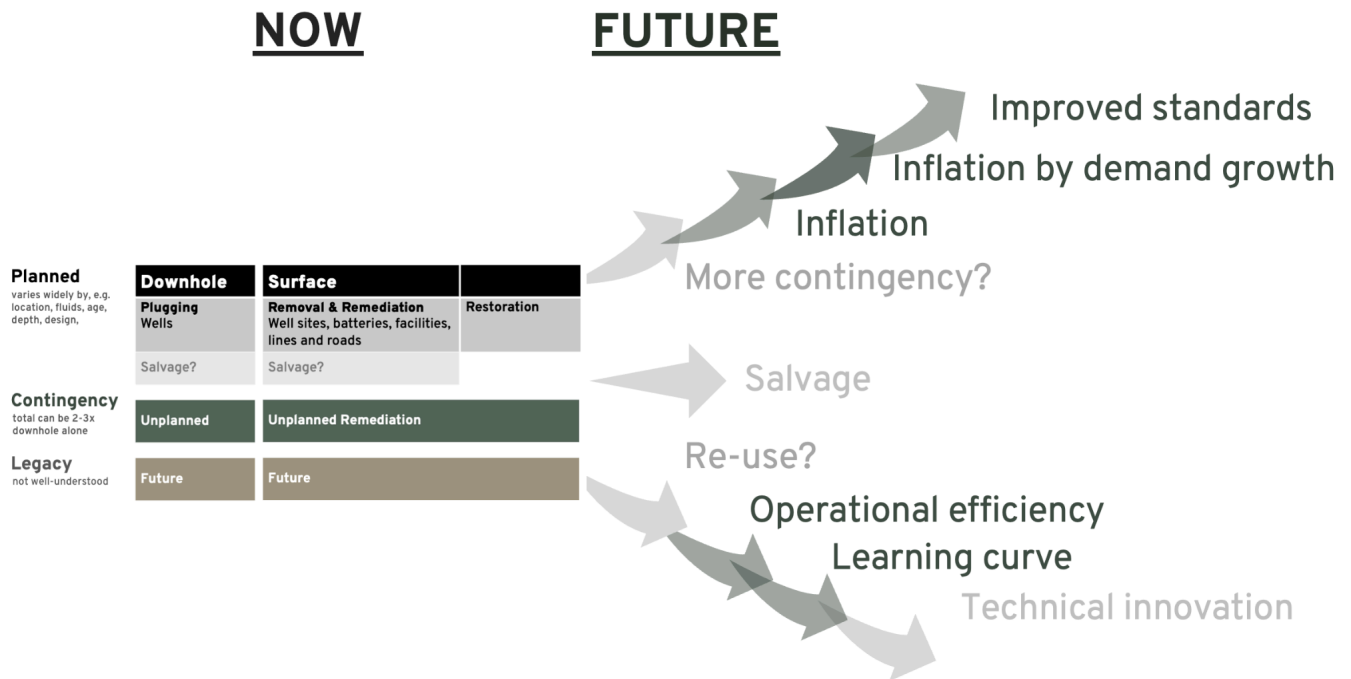 NOW
FUTURE
Improved standards
Inflation by demand growth
Inflation
More contingency?
Planned
varies widely by, e.g.
location, fluids, age,
depth, design,
Downhole
Surface
Plugging
Wells
Removal & Remediation
Well sites, batteries, facilities,
lines and roads
Restoration
Salvage?
Salvage?
Salvage
Contingency
total can be 2-3x
downhole alone
Unplanned
Unplanned Remediation
Legacy
not well-understood
Future
Future
Re-use?
Operational efficiency
Learning curve
Technical innovation